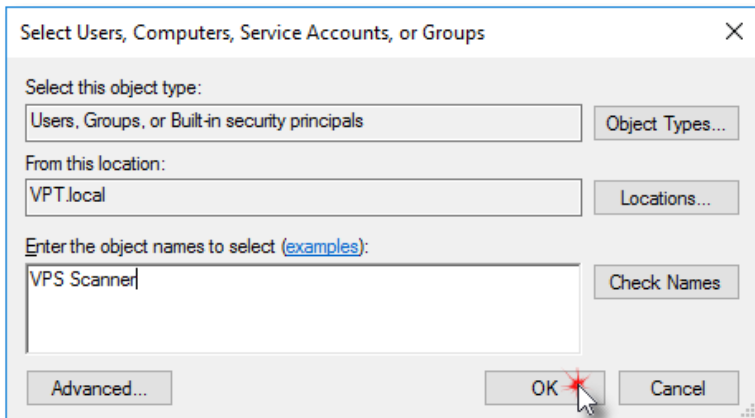 Select Users, Computers, Service Accounts, or Groups
Select this object type:
Users, Groups, or Built-in security principals
Object Types...
From this location:
VPT.local
Locations...
Enter the object names to select (examples):
VPS Scanner
Check Names
Advanced...
OK
Cancel